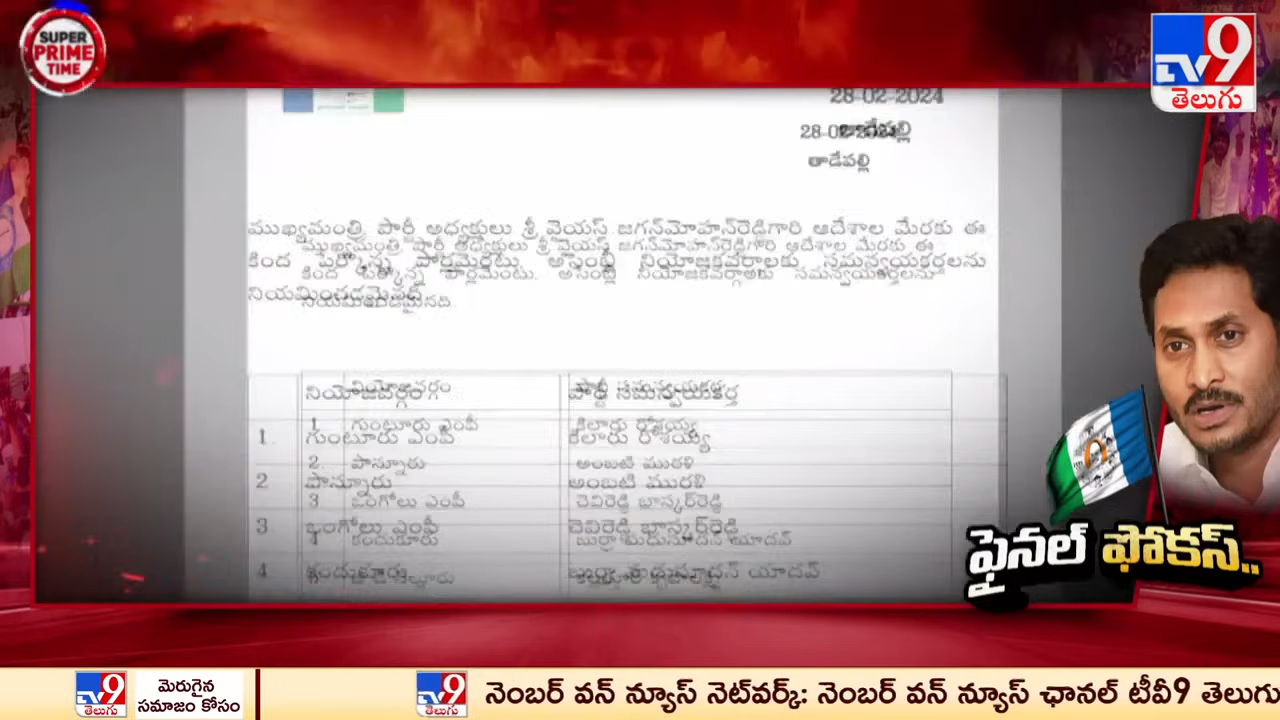 SUPER
PRIME
TIME
TV9
తెలుగు
28-02-2024
తాడేపల్లి
ముఖ్యమంత్రి, పార్టీ అధ్యక్షులు శ్రీ వైయస్ జగన్‌మోహన్‌రెడ్డిగారి ఆదేశాల మేరకు ఈ
కింద పేర్కొన్న పార్లమెంటు, అసెంబ్లీ నియోజకవర్గాలకు సమన్వయకర్తలను
నియమించడమైనది.
నియోజకవర్గం పార్టీ సమన్వయకర్త
1. గుంటూరు ఎంపీ కిలారు రోశయ్య
2. పొన్నూరు అంబటి మురళి
3 ఒంగోలు ఎంపీ చెవిరెడ్డి భాస్కర్‌రెడ్డి
4 కందుకూరు బుర్రా మధుసూదన్ యాదవ్
ఫైనల్ ఫోకస్..
TV9
తెలుగు
మెరుగైన
సమాజం కోసం
TV9
తెలుగు
నెంబర్ వన్ న్యూస్ నెట్‌వర్క్: నెంబర్ వన్ న్యూస్ ఛానల్ టీవీ9 తెలుగు